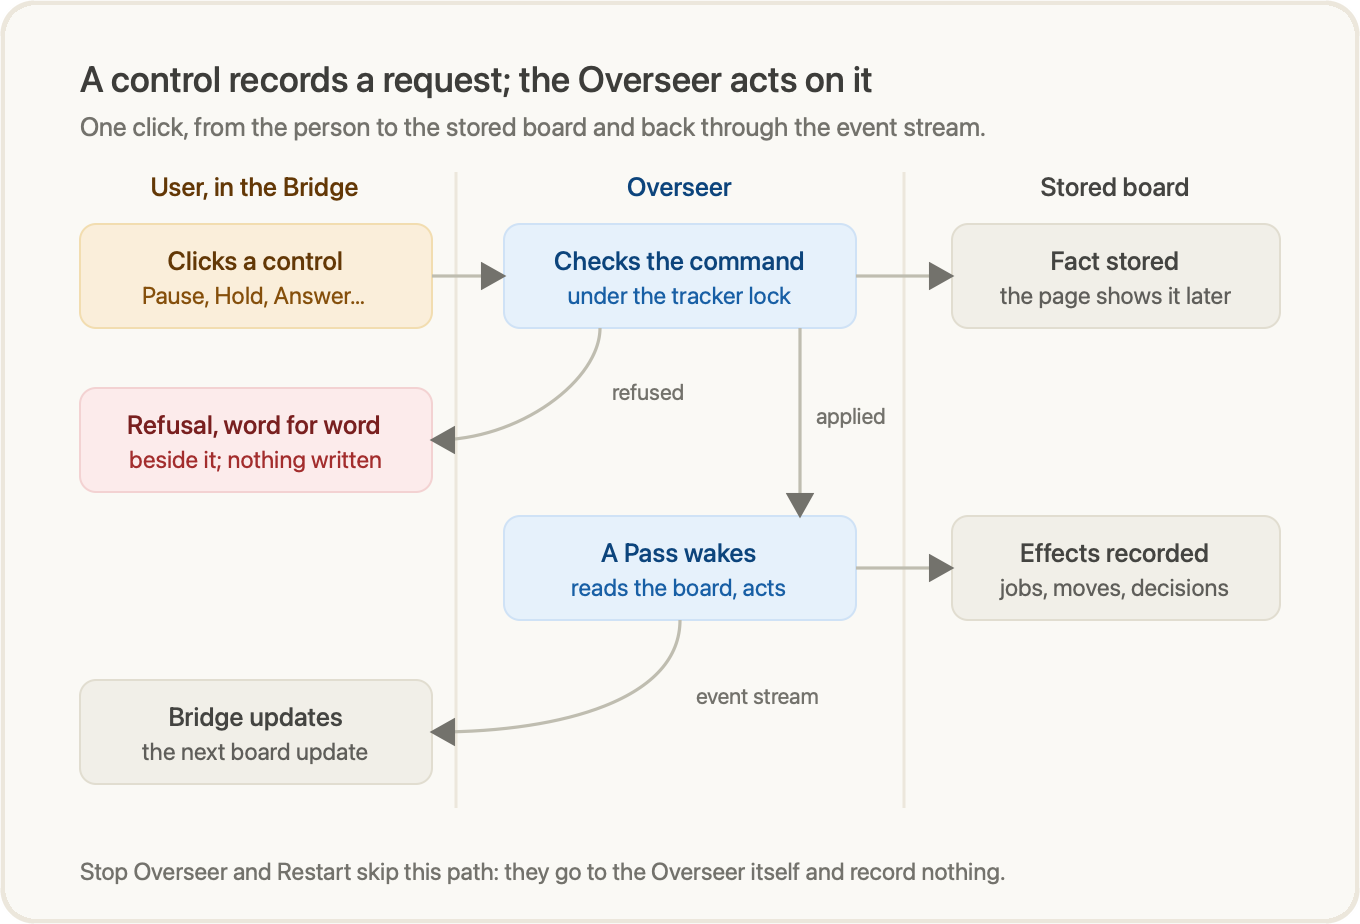 A control records a request; the Overseer acts on it
One click, from the person to the stored board and back through the event stream.
User, in the Bridge
Overseer
Stored board
Clicks a control
Pause, Hold, Answer...
Checks the command
under the tracker lock
Fact stored
the page shows it later
refused
applied
Refusal, word for word
beside it; nothing written
A Pass wakes
reads the board, acts
Effects recorded
jobs, moves, decisions
event stream
Bridge updates
the next board update
Stop Overseer and Restart skip this path: they go to the Overseer itself and record nothing.